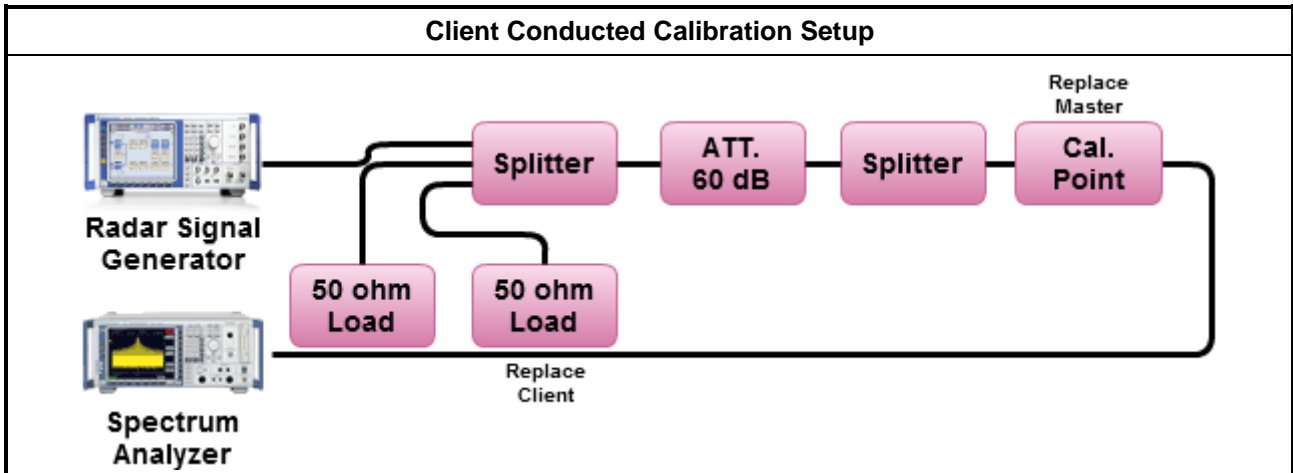 Client Conducted Calibration Setup
Replace
Master
Splitter
ATT.
60 dB
Splitter
Cal.
Point
Radar Signal
Generator
50 ohm
Load
50 ohm
Load
Replace
Client
Spectrum
Analyzer